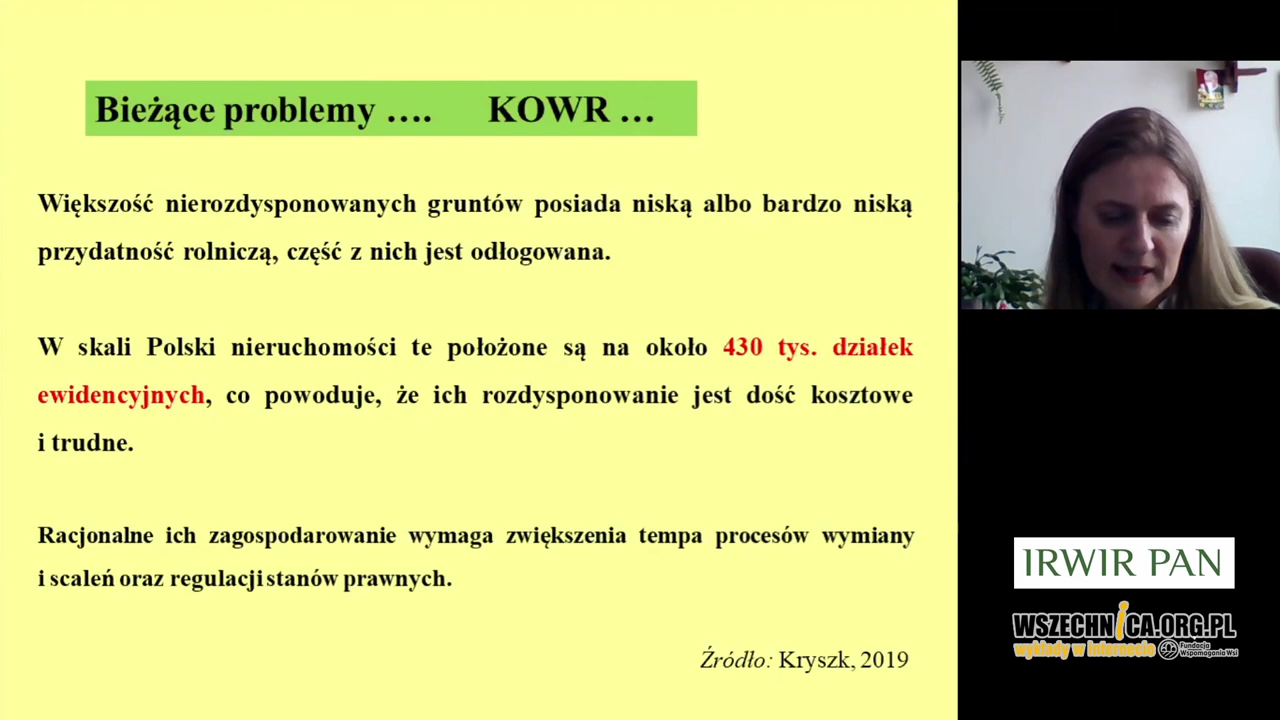 Bieżące problemy …. KOWR …
Większość nierozdysponowanych gruntów posiada niską albo bardzo niską
przydatność rolniczą, część z nich jest odłogowana.
W skali Polski nieruchomości te położone są na około 430 tys. działek
ewidencyjnych, co powoduje, że ich rozdysponowanie jest dość kosztowe
i trudne.
Racjonalne ich zagospodarowanie wymaga zwiększenia tempa procesów wymiany
i scaleń oraz regulacji stanów prawnych.
Źródło: Kryszk, 2019
IRWIR PAN
WSZECHNICA.ORG.PL
wykłady w internecie
Fundacja
Wspomagania Wsi